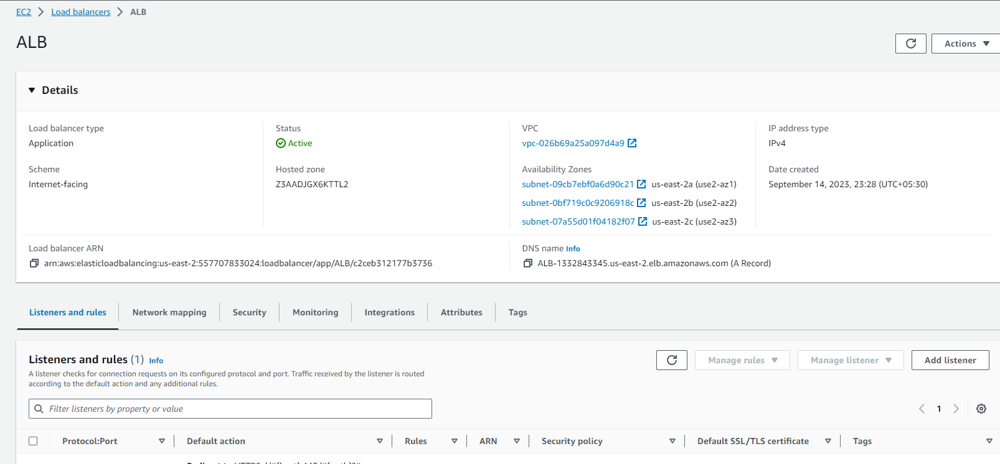 EC2 > Load balancers > ALB
ALB
Actions
Details
Load balancer type
Application
Status
Active
VPC
vpc-026b69a25a097d4a9
IP address type
IPv4
Scheme
Internet-facing
Hosted zone
Z3AADJGX6KTTL2
Availability Zones
subnet-09cb7ebf0a6d90c21 us-east-2a (use2-az1)
subnet-0bf719c0c9206918c us-east-2b (use2-az2)
subnet-07a55d01f04182f07 us-east-2c (use2-az3)
Date created
September 14, 2023, 23:28 (UTC+05:30)
Load balancer ARN
arn:aws:elasticloadbalancing:us-east-2:557707833024:loadbalancer/app/ALB/c2ceb312177b3736
DNS name Info
ALB-1332843345.us-east-2.elb.amazonaws.com (A Record)
Listeners and rules Network mapping Security Monitoring Integrations Attributes Tags
Listeners and rules (1) Info
A listener checks for connection requests on its configured protocol and port. Traffic received by the listener is routed
according to the default action and any additional rules.
Manage rules Manage listener Add listener
Filter listeners by property or value
1
Protocol:Port Default action Rules ARN Security policy Default SSL/TLS certificate Tags